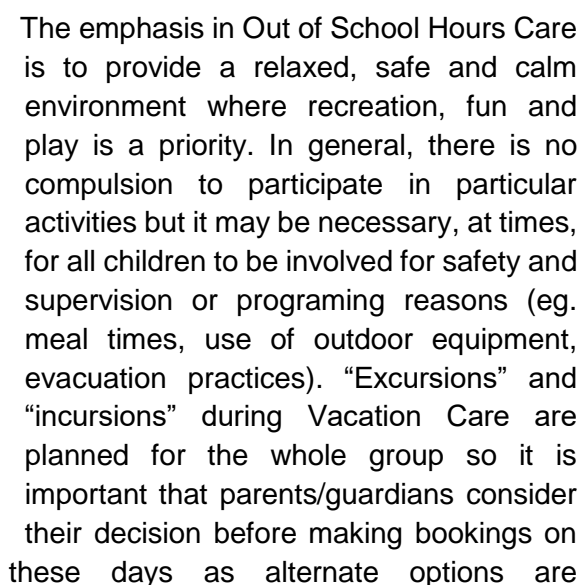 The emphasis in Out of School Hours Care
is to provide a relaxed, safe and calm
environment where recreation, fun and
play is a priority. In general, there is no
compulsion to participate in particular
activities but it may be necessary, at times,
for all children to be involved for safety and
supervision or programing reasons (eg.
meal times, use of outdoor equipment,
evacuation practices). “Excursions” and
“incursions” during Vacation Care are
planned for the whole group so it is
important that parents/guardians consider
their decision before making bookings on
these days as alternate options are